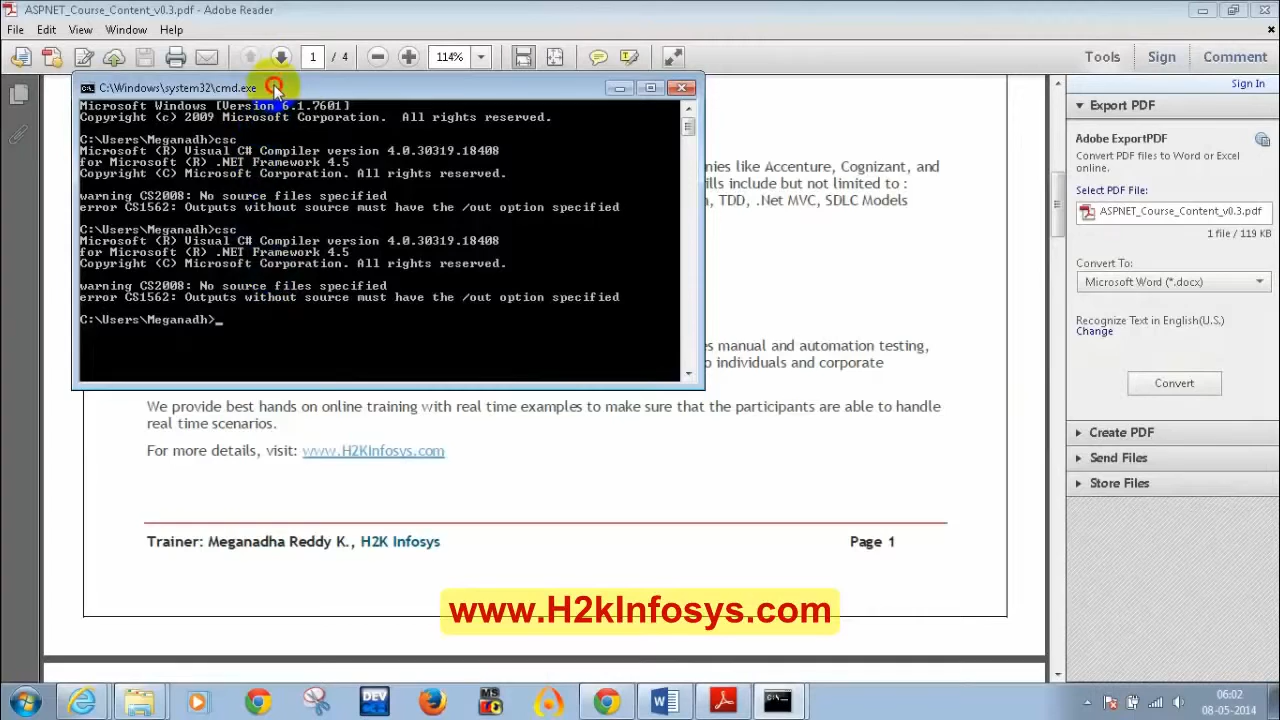 ASPNET_Course_Content_v0.3.pdf - Adobe Reader
File Edit View Window Help
1 / 4 114% Tools Sign Comment
C:\Windows\system32\cmd.exe
Microsoft Windows [Version 6.1.7601]
Copyright (c) 2009 Microsoft Corporation. All rights reserved.
C:\Users\Meganadh>csc
Microsoft (R) Visual C# Compiler version 4.0.30319.18408
for Microsoft (R) .NET Framework 4.5
Copyright (C) Microsoft Corporation. All rights reserved.
warning CS2008: No source files specified
error CS1562: Outputs without source must have the /out option specified
C:\Users\Meganadh>csc
Microsoft (R) Visual C# Compiler version 4.0.30319.18408
for Microsoft (R) .NET Framework 4.5
Copyright (C) Microsoft Corporation. All rights reserved.
warning CS2008: No source files specified
error CS1562: Outputs without source must have the /out option specified
C:\Users\Meganadh>_
nies like Accenture, Cognizant, and
ills include but not limited to :
, TDD, .Net MVC, SDLC Models
s manual and automation testing,
o individuals and corporate
We provide best hands on online training with real time examples to make sure that the participants are able to handle
real time scenarios.
For more details, visit: www.H2KInfosys.com
Trainer: Meganadha Reddy K., H2K Infosys Page 1
www.H2kInfosys.com
Sign In
Export PDF
Adobe ExportPDF
Convert PDF files to Word or Excel
online.
Select PDF File:
ASPNET_Course_Content_v0.3.pdf
1 file / 119 KB
Convert To:
Microsoft Word (*.docx)
Recognize Text in English(U.S.)
Change
Convert
Create PDF
Send Files
Store Files
DEV
MS
06:02
08-05-2014